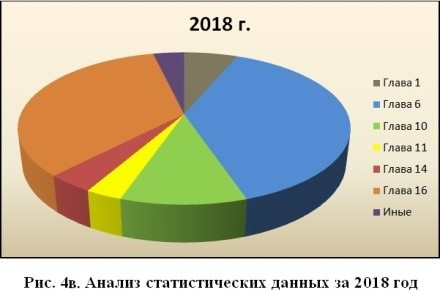 2018 г.
Глава 1
Глава 6
Глава 10
Глава 11
Глава 14
Глава 16
Иные
Рис. 4в. Анализ статистических данных за 2018 год